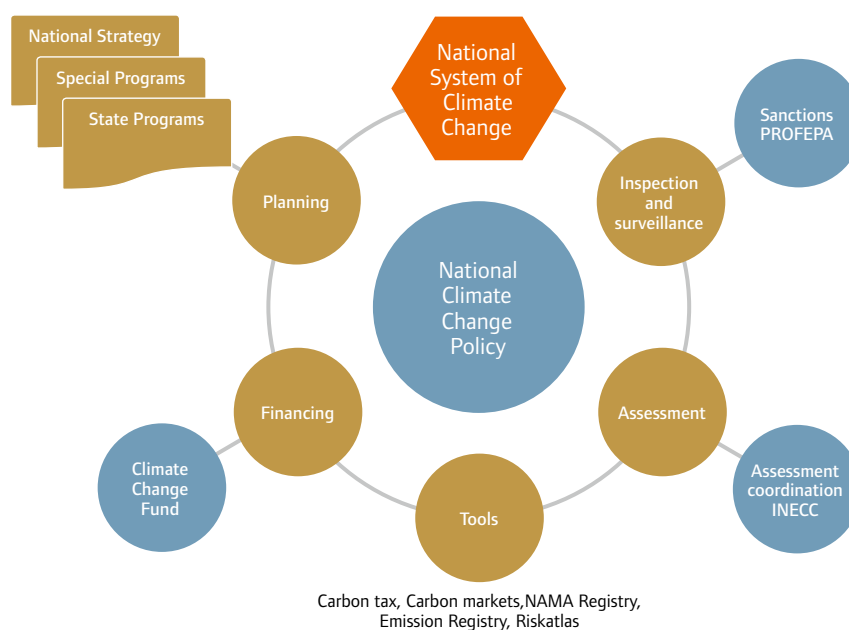 National Strategy
Special Programs
State Programs
National
System of
Climate
Change
Sanctions
PROFEPA
Planning
Inspection
and
surveillance
National
Climate
Change
Policy
Financing
Assessment
Climate
Change
Fund
Tools
Assessment
coordination
INECC
Carbon tax, Carbon markets,NAMA Registry,
Emission Registry, Riskatlas